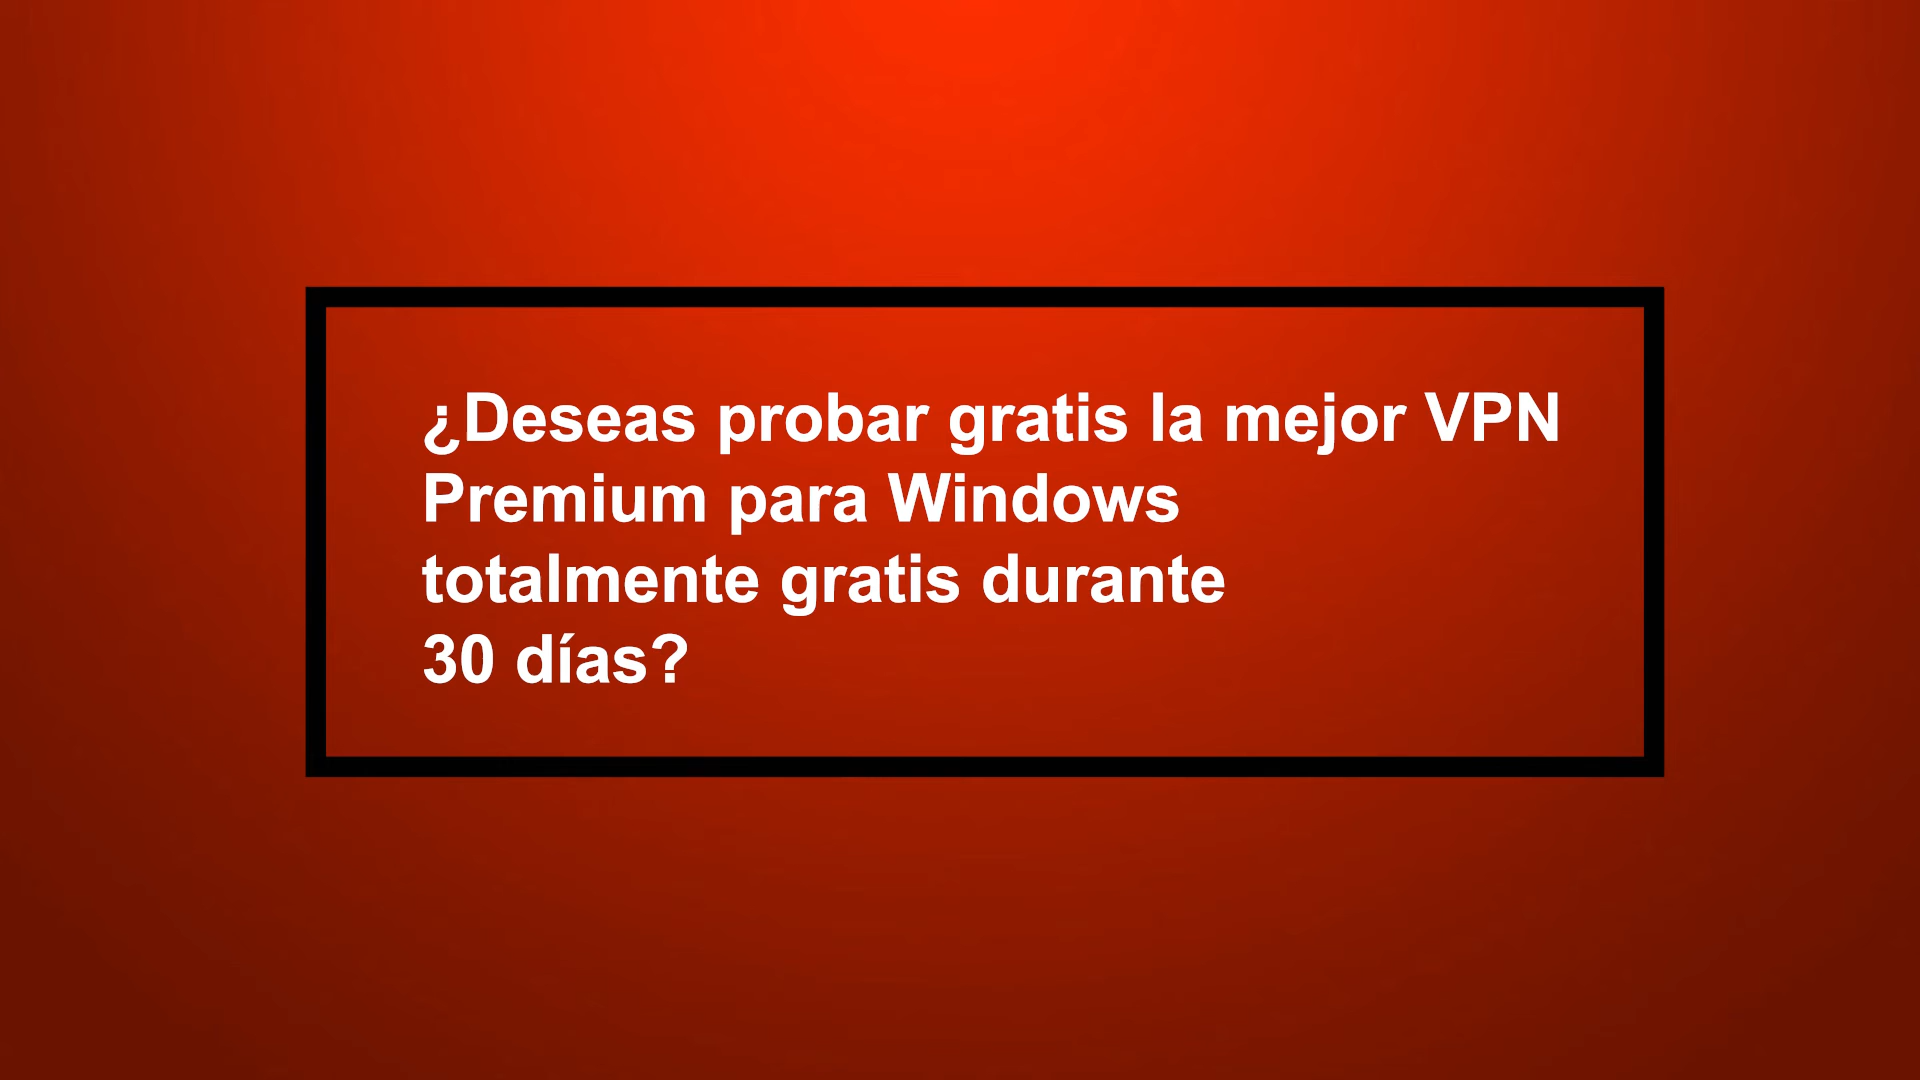 ¿Deseas probar gratis la mejor VPN
Premium para Windows
totalmente gratis durante
30 días?